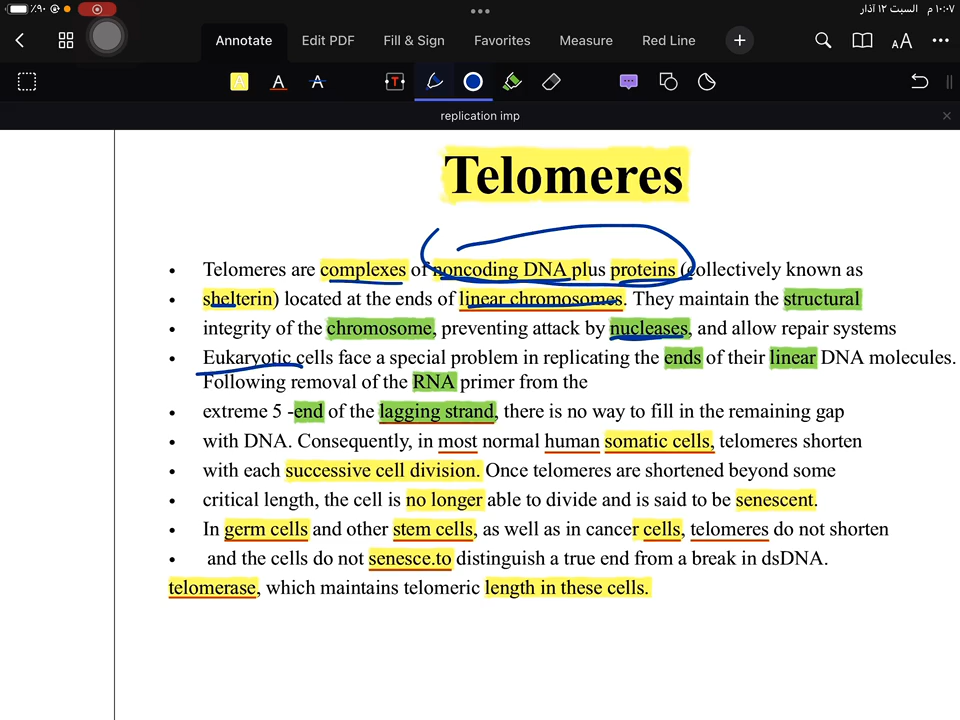 ٪٩٠
١٠:٠٧ م السبت ١٢ آذار
Annotate Edit PDF Fill & Sign Favorites Measure Red Line
A A A T
replication imp
Telomeres
• Telomeres are complexes of noncoding DNA plus proteins (collectively known as
• shelterin) located at the ends of linear chromosomes. They maintain the structural
• integrity of the chromosome, preventing attack by nucleases, and allow repair systems
• Eukaryotic cells face a special problem in replicating the ends of their linear DNA molecules.
Following removal of the RNA primer from the
• extreme 5 -end of the lagging strand, there is no way to fill in the remaining gap
• with DNA. Consequently, in most normal human somatic cells, telomeres shorten
• with each successive cell division. Once telomeres are shortened beyond some
• critical length, the cell is no longer able to divide and is said to be senescent.
• In germ cells and other stem cells, as well as in cancer cells, telomeres do not shorten
• and the cells do not senesce.to distinguish a true end from a break in dsDNA.
telomerase, which maintains telomeric length in these cells.